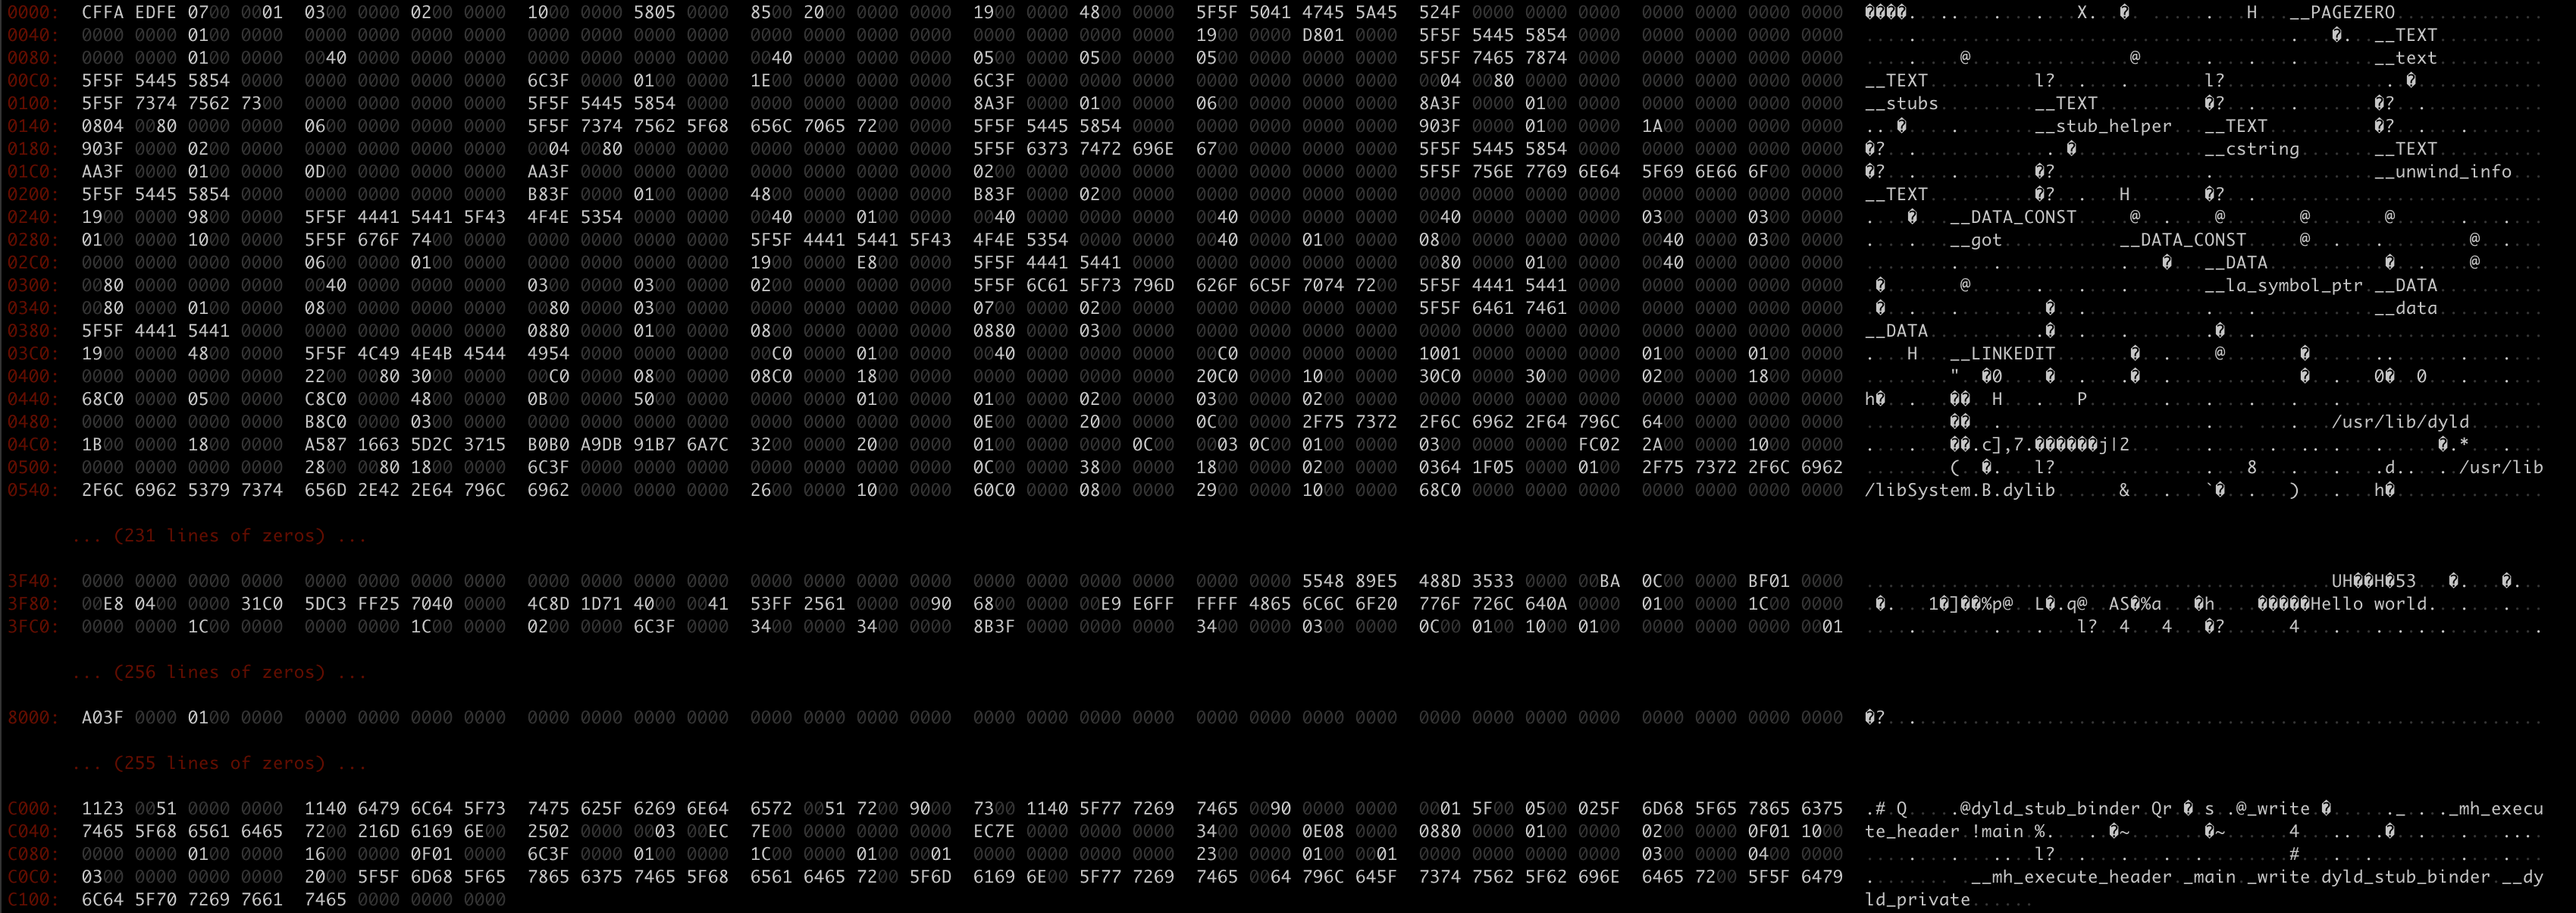 0000: CFFA EDFE 0700 0001 0300 0000 0200 0000 1000 0000 5805 0000 8500 2000 0000 0000 1900 0000 4800 0000 5F5F 5041 4745 5A45 524F 0000 0000 0000 0000 0000 0000 0000 ����. X. � H __PAGEZERO
0040: 0000 0000 0100 0000 0000 0000 0000 0000 0000 0000 0000 0000 0000 0000 0000 0000 0000 0000 0000 0000 1900 0000 D801 0000 5F5F 5445 5854 0000 0000 0000 0000 0000 . �. __TEXT
0080: 0000 0000 0100 0000 0040 0000 0000 0000 0000 0000 0000 0000 0040 0000 0000 0000 0500 0000 0500 0000 0500 0000 0000 0000 5F5F 7465 7874 0000 0000 0000 0000 0000 @ @ __text
00C0: 5F5F 5445 5854 0000 0000 0000 0000 0000 6C3F 0000 0100 0000 1E00 0000 0000 0000 6C3F 0000 0000 0000 0000 0000 0000 0000 0004 0080 0000 0000 0000 0000 0000 0000 __TEXT l? l? .�
0100: 5F5F 7374 7562 7300 0000 0000 0000 0000 5F5F 5445 5854 0000 0000 0000 0000 0000 8A3F 0000 0100 0000 0600 0000 0000 0000 8A3F 0000 0100 0000 0000 0000 0000 0000 __stubs __TEXT �? �?
0140: 0804 0080 0000 0000 0600 0000 0000 0000 5F5F 7374 7562 5F68 656C 7065 7200 0000 5F5F 5445 5854 0000 0000 0000 0000 0000 903F 0000 0100 0000 1A00 0000 0000 0000 .. � __stub_helper __TEXT �?
0180: 903F 0000 0200 0000 0000 0000 0000 0000 0004 0080 0000 0000 0000 0000 0000 0000 5F5F 6373 7472 696E 6700 0000 0000 0000 5F5F 5445 5854 0000 0000 0000 0000 0000 �? . � __cstring __TEXT
01C0: AA3F 0000 0100 0000 0D00 0000 0000 0000 AA3F 0000 0000 0000 0000 0000 0000 0000 0200 0000 0000 0000 0000 0000 0000 0000 5F5F 756E 7769 6E64 5F69 6E66 6F00 0000 �? �? __unwind_info
0200: 5F5F 5445 5854 0000 0000 0000 0000 0000 B83F 0000 0100 0000 4800 0000 0000 0000 B83F 0000 0200 0000 0000 0000 0000 0000 0000 0000 0000 0000 0000 0000 0000 0000 __TEXT �? H �?
0240: 1900 0000 9800 0000 5F5F 4441 5441 5F43 4F4E 5354 0000 0000 0040 0000 0100 0000 0040 0000 0000 0000 0040 0000 0000 0000 0040 0000 0000 0000 0300 0000 0300 0000 . � __DATA_CONST @ @ @ @
0280: 0100 0000 1000 0000 5F5F 676F 7400 0000 0000 0000 0000 0000 5F5F 4441 5441 5F43 4F4E 5354 0000 0000 0040 0000 0100 0000 0800 0000 0000 0000 0040 0000 0300 0000 __got __DATA_CONST @ @
02C0: 0000 0000 0000 0000 0600 0000 0100 0000 0000 0000 0000 0000 1900 0000 E800 0000 5F5F 4441 5441 0000 0000 0000 0000 0000 0080 0000 0100 0000 0040 0000 0000 0000 � __DATA � @
0300: 0080 0000 0000 0000 0040 0000 0000 0000 0300 0000 0300 0000 0200 0000 0000 0000 5F5F 6C61 5F73 796D 626F 6C5F 7074 7200 5F5F 4441 5441 0000 0000 0000 0000 0000 � @ __la_symbol_ptr __DATA
0340: 0080 0000 0100 0000 0800 0000 0000 0000 0080 0000 0300 0000 0000 0000 0000 0000 0700 0000 0200 0000 0000 0000 0000 0000 5F5F 6461 7461 0000 0000 0000 0000 0000 � � __data
0380: 5F5F 4441 5441 0000 0000 0000 0000 0000 0880 0000 0100 0000 0800 0000 0000 0000 0880 0000 0300 0000 0000 0000 0000 0000 0000 0000 0000 0000 0000 0000 0000 0000 __DATA .� .�
03C0: 1900 0000 4800 0000 5F5F 4C49 4E4B 4544 4954 0000 0000 0000 00C0 0000 0100 0000 0040 0000 0000 0000 00C0 0000 0000 0000 1001 0000 0000 0000 0100 0000 0100 0000 . H __LINKEDIT � @ � ..
0400: 0000 0000 0000 0000 2200 0080 3000 0000 00C0 0000 0800 0000 08C0 0000 1800 0000 0000 0000 0000 0000 20C0 0000 1000 0000 30C0 0000 3000 0000 0200 0000 1800 0000 " �0 � .� � 0� 0
0440: 68C0 0000 0500 0000 C8C0 0000 4800 0000 0B00 0000 5000 0000 0000 0000 0100 0000 0100 0000 0200 0000 0300 0000 0200 0000 0000 0000 0000 0000 0000 0000 0000 0000 h� �� H P
0480: 0000 0000 0000 0000 B8C0 0000 0300 0000 0000 0000 0000 0000 0000 0000 0000 0000 0E00 0000 2000 0000 0C00 0000 2F75 7372 2F6C 6962 2F64 796C 6400 0000 0000 0000 �� /usr/lib/dyld
04C0: 1B00 0000 1800 0000 A587 1663 5D2C 3715 B0B0 A9DB 91B7 6A7C 3200 0000 2000 0000 0100 0000 000C 0000 0003 0C00 0100 0000 0300 0000 0000 FC02 2A00 0000 1000 0000 ��.c],7.������j|2 �.*
0500: 0000 0000 0000 0000 2800 0080 1800 0000 6C3F 0000 0000 0000 0000 0000 0000 0000 0C00 0000 3800 0000 1800 0000 0200 0000 0364 1F05 0000 0100 2F75 7372 2F6C 6962 ( �. l? 8 .d.. /usr/lib
0540: 2F6C 6962 5379 7374 656D 2E42 2E64 796C 6962 0000 0000 0000 2600 0000 1000 0000 60C0 0000 0800 0000 2900 0000 1000 0000 68C0 0000 0000 0000 0000 0000 0000 0000 /libSystem.B.dylib & `� ) h�
... (231 lines of zeros) ...
3F40: 0000 0000 0000 0000 0000 0000 0000 0000 0000 0000 0000 0000 0000 0000 0000 0000 0000 0000 0000 0000 0000 0000 5548 89E5 488D 3533 0000 00BA 0C00 0000 BF01 0000 UH��H�53 �. �.
3F80: 00E8 0400 0000 31C0 5DC3 FF25 7040 0000 4C8D 1D71 4000 0041 53FF 2561 0000 0090 6800 0000 00E9 E6FF FFFF 4865 6C6C 6F20 776F 726C 640A 0000 0100 0000 1C00 0000 �. 1�]��%p@ L�.q@ AS�%a �h �����Hello world.
3FC0: 0000 0000 1C00 0000 0000 0000 1C00 0000 0200 0000 6C3F 0000 3400 0000 3400 0000 8B3F 0000 0000 0000 3400 0000 0300 0000 0C00 0100 1000 0100 0000 0000 0000 0001 l? 4 4 �? 4
... (256 lines of zeros) ...
8000: A03F 0000 0100 0000 0000 0000 0000 0000 0000 0000 0000 0000 0000 0000 0000 0000 0000 0000 0000 0000 0000 0000 0000 0000 0000 0000 0000 0000 0000 0000 0000 0000 �?
... (255 lines of zeros) ...
C000: 1123 0051 0000 0000 1140 6479 6C64 5F73 7475 625F 6269 6E64 6572 0051 7200 9000 7300 1140 5F77 7269 7465 0090 0000 0000 0001 5F00 0500 025F 6D68 5F65 7865 6375 .# Q .@dyld_stub_binder Qr � s .@_write � ._ . ._mh_execu
C040: 7465 5F68 6561 6465 7200 216D 6169 6E00 2502 0000 0003 00EC 7E00 0000 0000 0000 EC7E 0000 0000 0000 3400 0000 0E08 0000 0880 0000 0100 0000 0200 0000 0F01 1000 te_header !main %. �~ �~ 4 .�
C080: 0000 0000 0100 0000 1600 0000 0F01 0000 6C3F 0000 0100 0000 1C00 0000 0100 0001 0000 0000 0000 0000 2300 0000 0100 0001 0000 0000 0000 0000 0300 0000 0400 0000 l? #
C0C0: 0300 0000 0000 0000 2000 5F5F 6D68 5F65 7865 6375 7465 5F68 6561 6465 7200 5F6D 6169 6E00 5F77 7269 7465 0064 796C 645F 7374 7562 5F62 696E 6465 7200 5F5F 6479 __mh_execute_header _main _write dyld_stub_binder __dy
C100: 6C64 5F70 7269 7661 7465 0000 0000 0000 ld_private